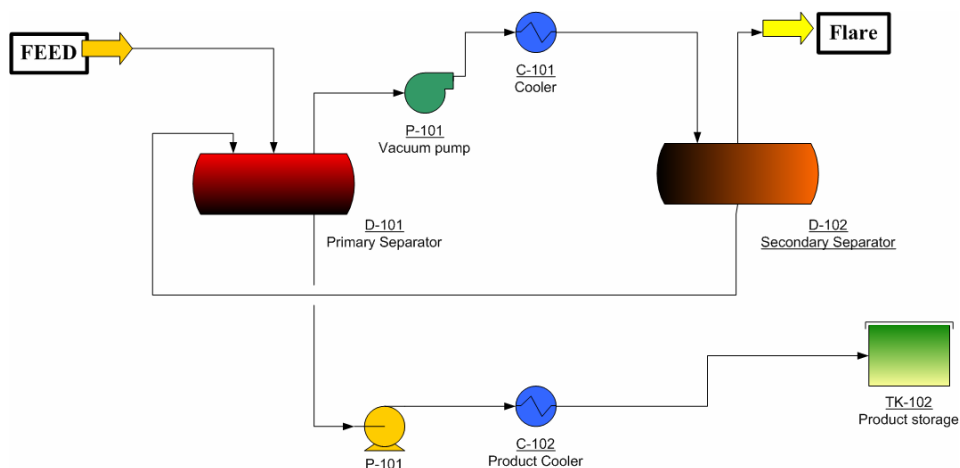 FEED
Flare
C-101
Cooler
P-101
Vacuum pump
D-101
Primary Separator
D-102
Secondary Separator
TK-102
Product storage
C-102
Product Cooler
P-101